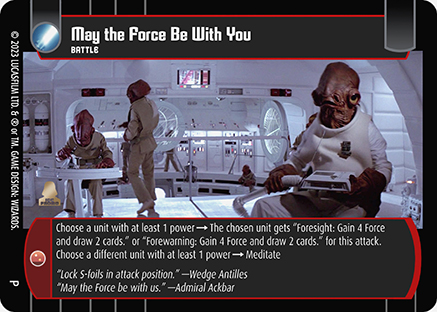 May the Force Be With You
BATTLE
© 2023 LUCASFILM LTD. & ® or TM. GAME DESIGN: WIZARDS.
Choose a unit with at least 1 power → The chosen unit gets "Foresight: Gain 4 Force
and draw 2 cards." or "Forewarning: Gain 4 Force and draw 2 cards." for this attack.
Choose a different unit with at least 1 power → Meditate
"Lock S-foils in attack position." —Wedge Antilles
"May the Force be with us." —Admiral Ackbar
P